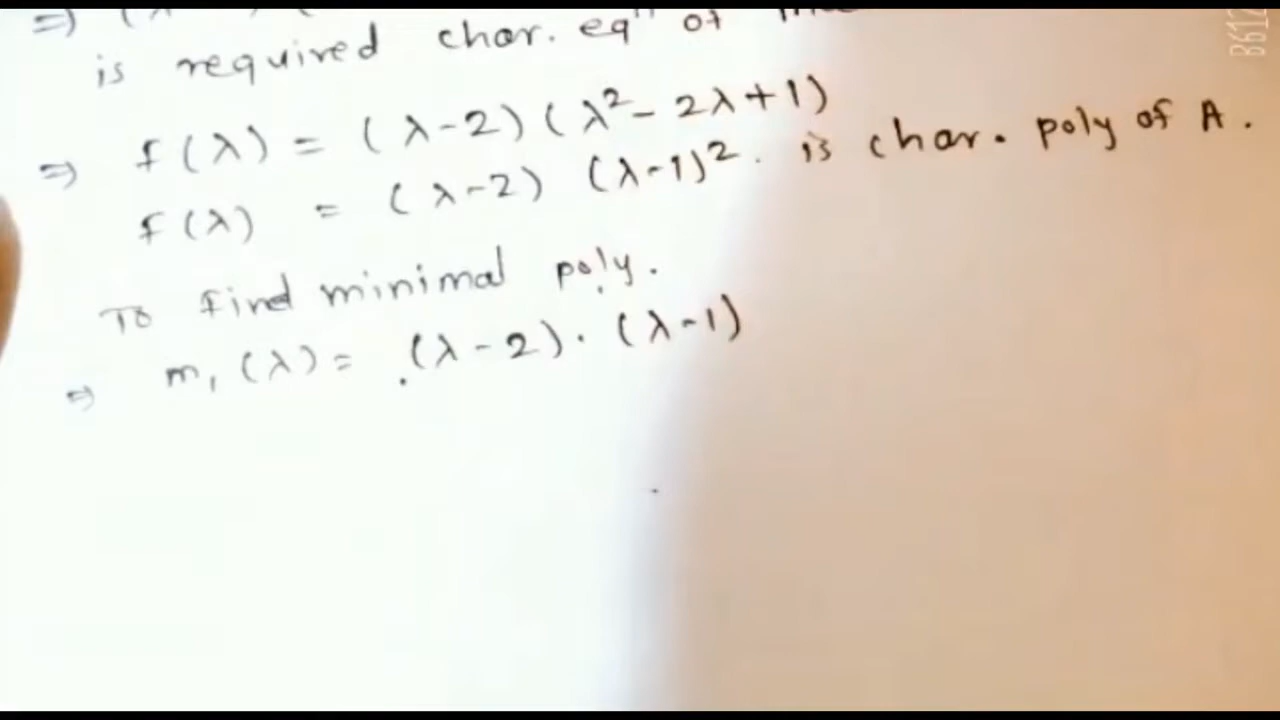 is required char. eqⁿ of
⇒ f(λ) = (λ-2)(λ²-2λ+1)
f(λ) = (λ-2) (λ-1)². is char. poly of A.
To find minimal poly.
⇒ m₁(λ) = (λ-2).(λ-1)
B612